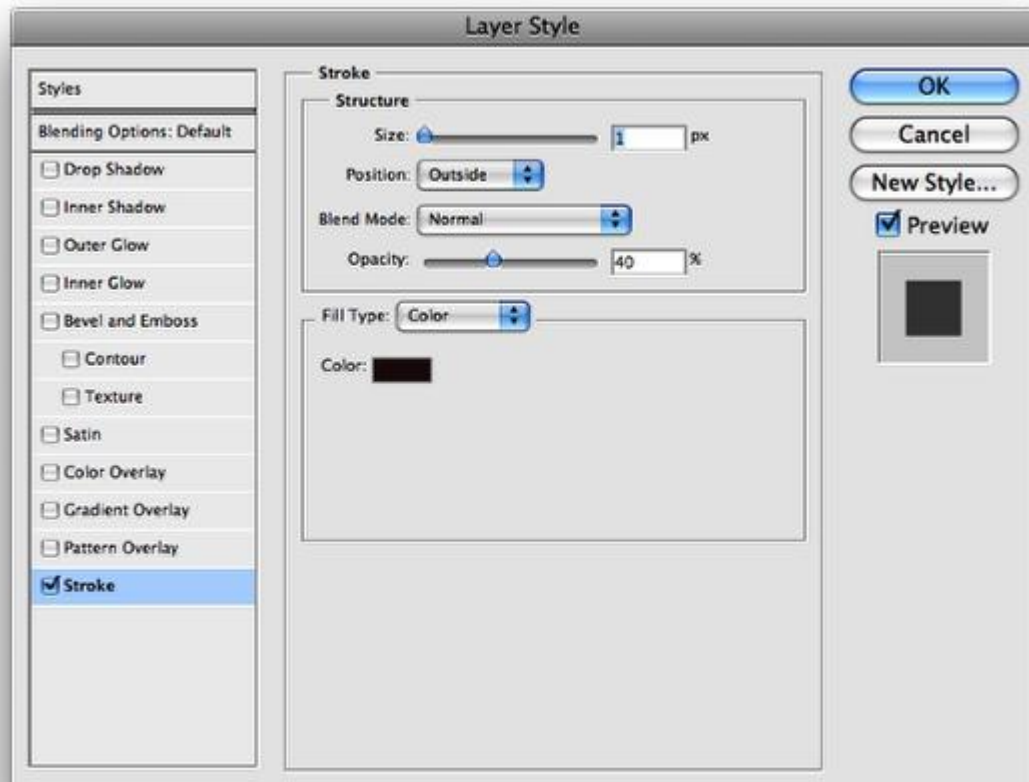 Layer Style
Styles
Blending Options: Default
Drop Shadow
Inner Shadow
Outer Glow
Inner Glow
Bevel and Emboss
Contour
Texture
Satin
Color Overlay
Gradient Overlay
Pattern Overlay
Stroke
Stroke
Structure
Size: 1 px
Position: Outside
Blend Mode: Normal
Opacity: 40 %
Fill Type: Color
Color:
OK
Cancel
New Style...
Preview